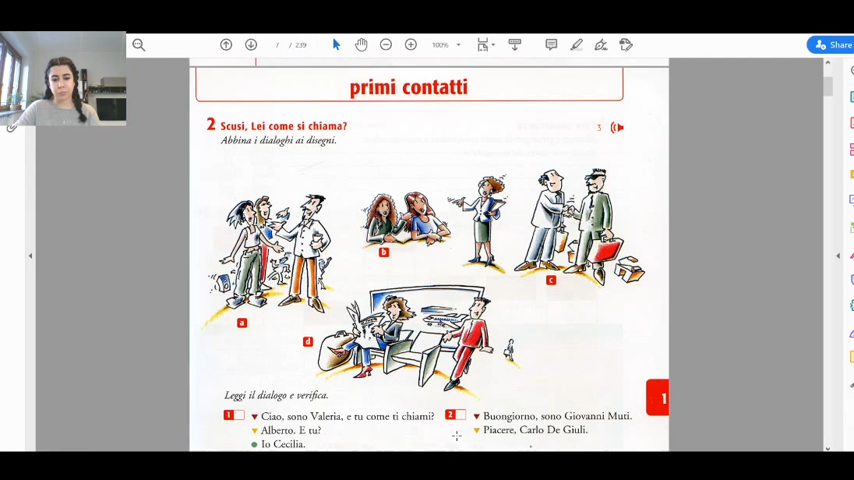 7 / 239
100%
Share
primi contatti
2 Scusi, Lei come si chiama?
3
Abbina i dialoghi ai disegni.
b
c
a
d
Leggi il dialogo e verifica.
1
1 Ciao, sono Valeria, e tu come ti chiami?
Alberto. E tu?
Io Cecilia.
2 Buongiorno, sono Giovanni Muti.
Piacere, Carlo De Giuli.